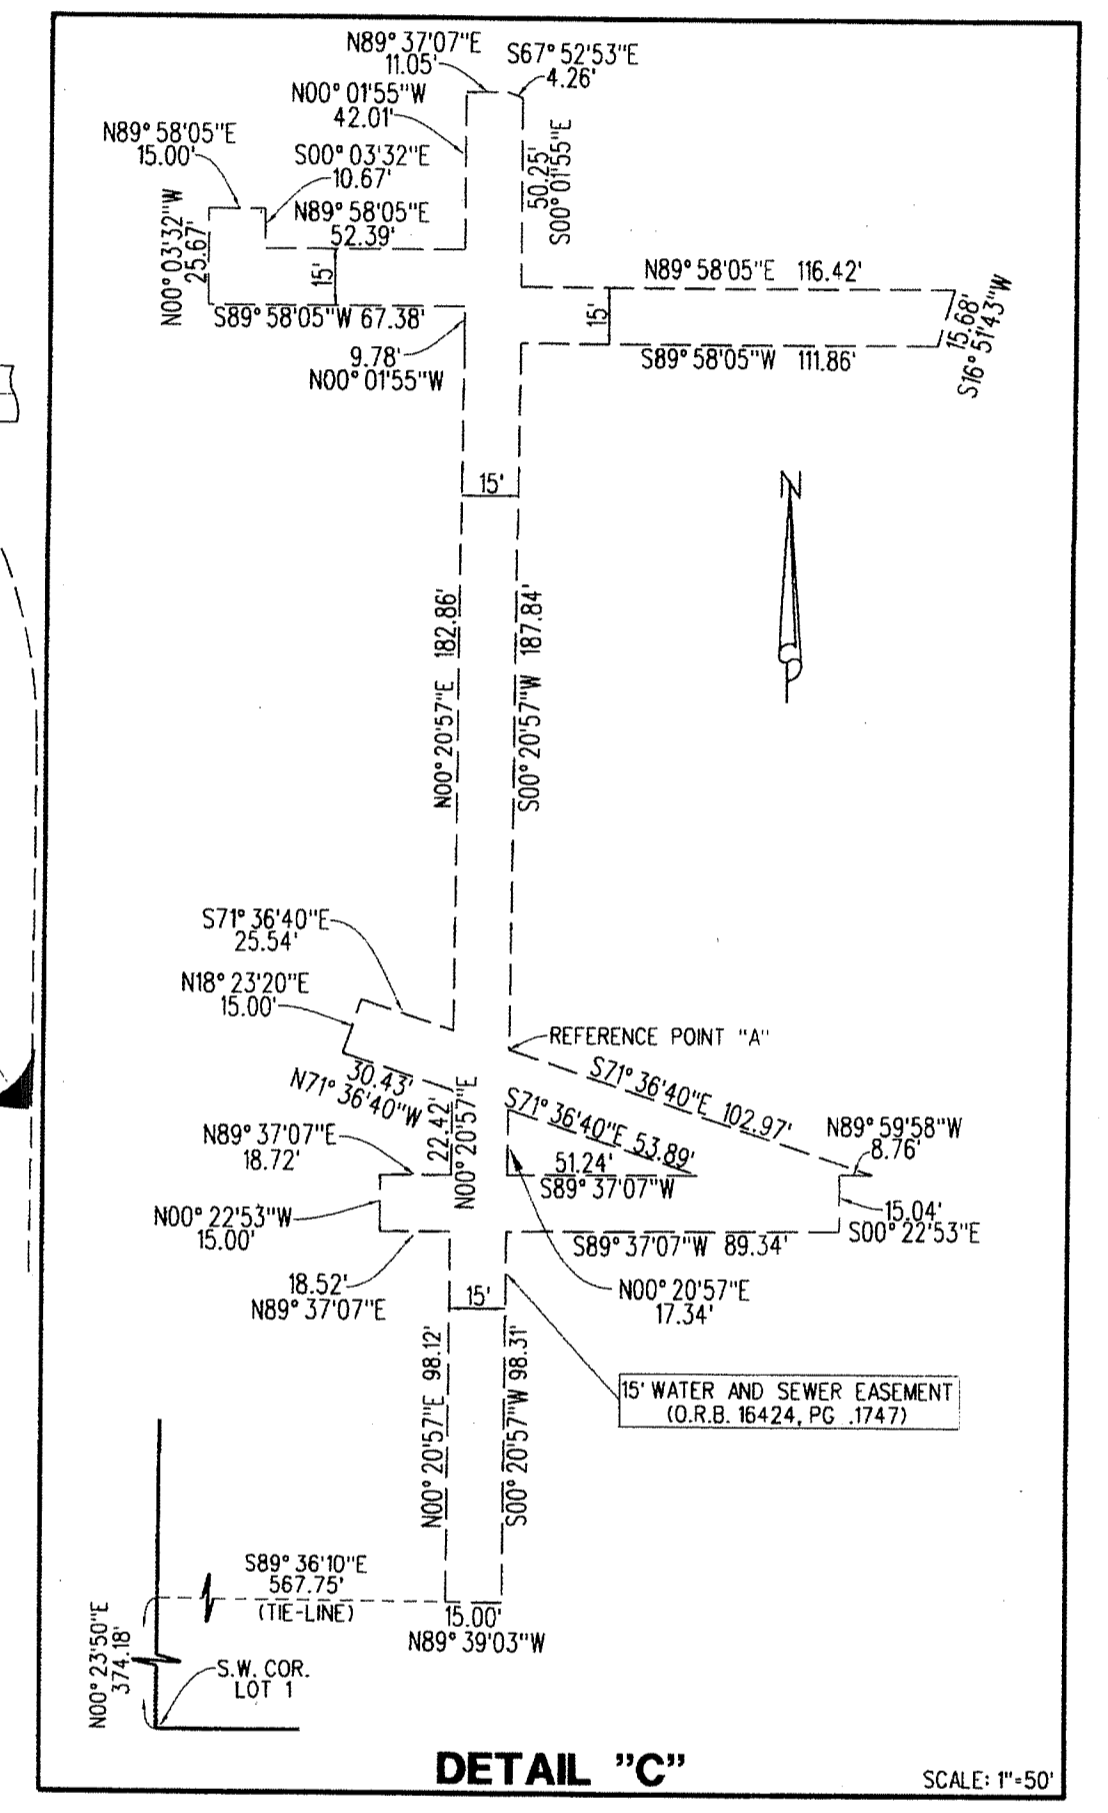 N89° 37'07"E
11.05'
S67° 52'53"E
4.26'
N00° 01'55"W
42.01'
N89° 58'05"E
15.00'
S00° 03'32"E
10.67'
50.25'
S00° 01'55"E
N89° 58'05"E
52.39'
N00° 03'32"W
25.67'
15'
S89° 58'05"W 67.38'
N89° 58'05"E 116.42'
15'
15.68'
S16° 51'43"W
S89° 58'05"W 111.86'
9.78'
N00° 01'55"W
15'
N
N00° 20'57"E 182.86'
S00° 20'57"W 187.84'
S71° 36'40"E
25.54'
N18° 23'20"E
15.00'
REFERENCE POINT "A"
30.43'
N71° 36'40"W
S71° 36'40"E 102.97'
22.42'
N00° 20'57"E
S71° 36'40"E 53.89'
N89° 37'07"E
18.72'
N89° 59'58"W
8.76'
51.24'
S89° 37'07"W
N00° 22'53"W
15.00'
15.04'
S00° 22'53"E
S89° 37'07"W 89.34'
18.52'
N89° 37'07"E
15'
N00° 20'57"E
17.34'
N00° 20'57"E 98.12'
S00° 20'57"W 98.31'
15' WATER AND SEWER EASEMENT
(O.R.B. 16424, PG .1747)
S89° 36'10"E
567.75'
(TIE-LINE)
15.00'
N89° 39'03"W
N00° 23'50"E
374.18'
S.W. COR.
LOT 1
DETAIL "C"
SCALE: 1"=50'